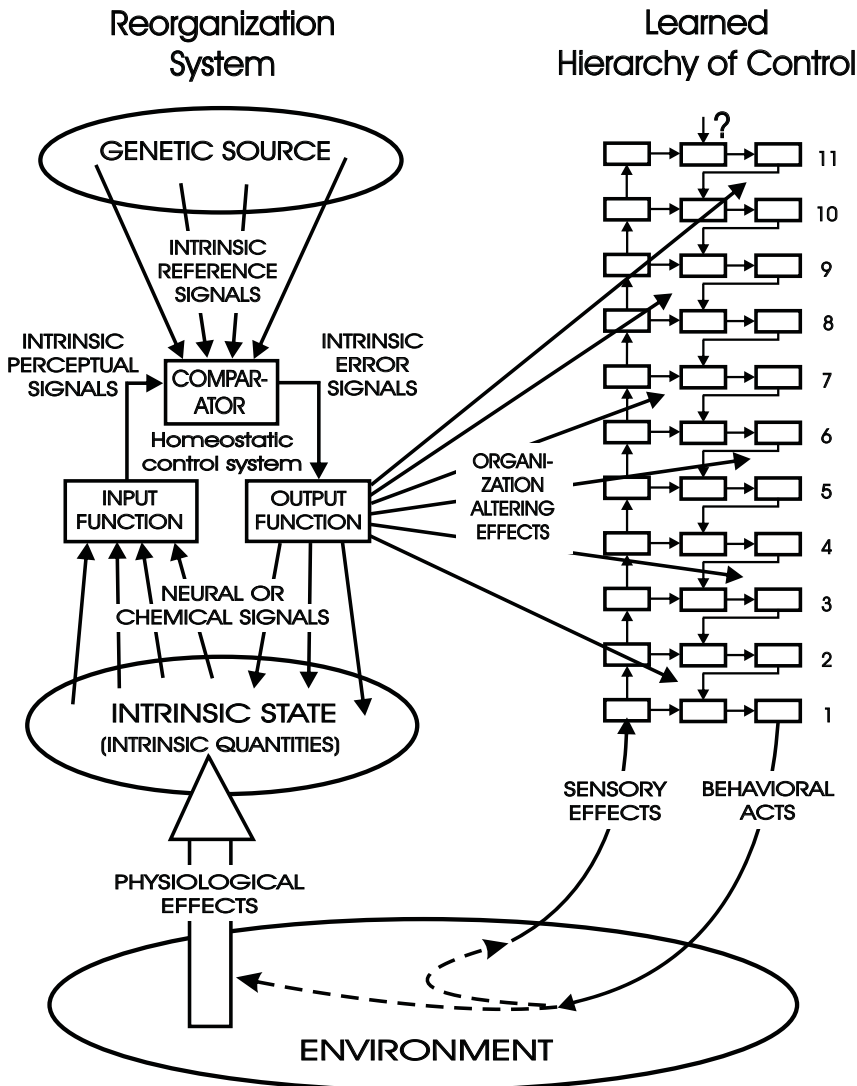 Reorganization
System
Learned
Hierarchy of Control
GENETIC SOURCE
INTRINSIC
REFERENCE
SIGNALS
INTRINSIC
PERCEPTUAL
SIGNALS
INTRINSIC
ERROR
SIGNALS
COMPAR-
ATOR
Homeostatic
control system
INPUT
FUNCTION
OUTPUT
FUNCTION
NEURAL OR
CHEMICAL SIGNALS
INTRINSIC STATE
(INTRINSIC QUANTITIES)
PHYSIOLOGICAL
EFFECTS
ORGANI-
ZATION
ALTERING
EFFECTS
?
11
10
9
8
7
6
5
4
3
2
1
SENSORY
EFFECTS
BEHAVIORAL
ACTS
ENVIRONMENT